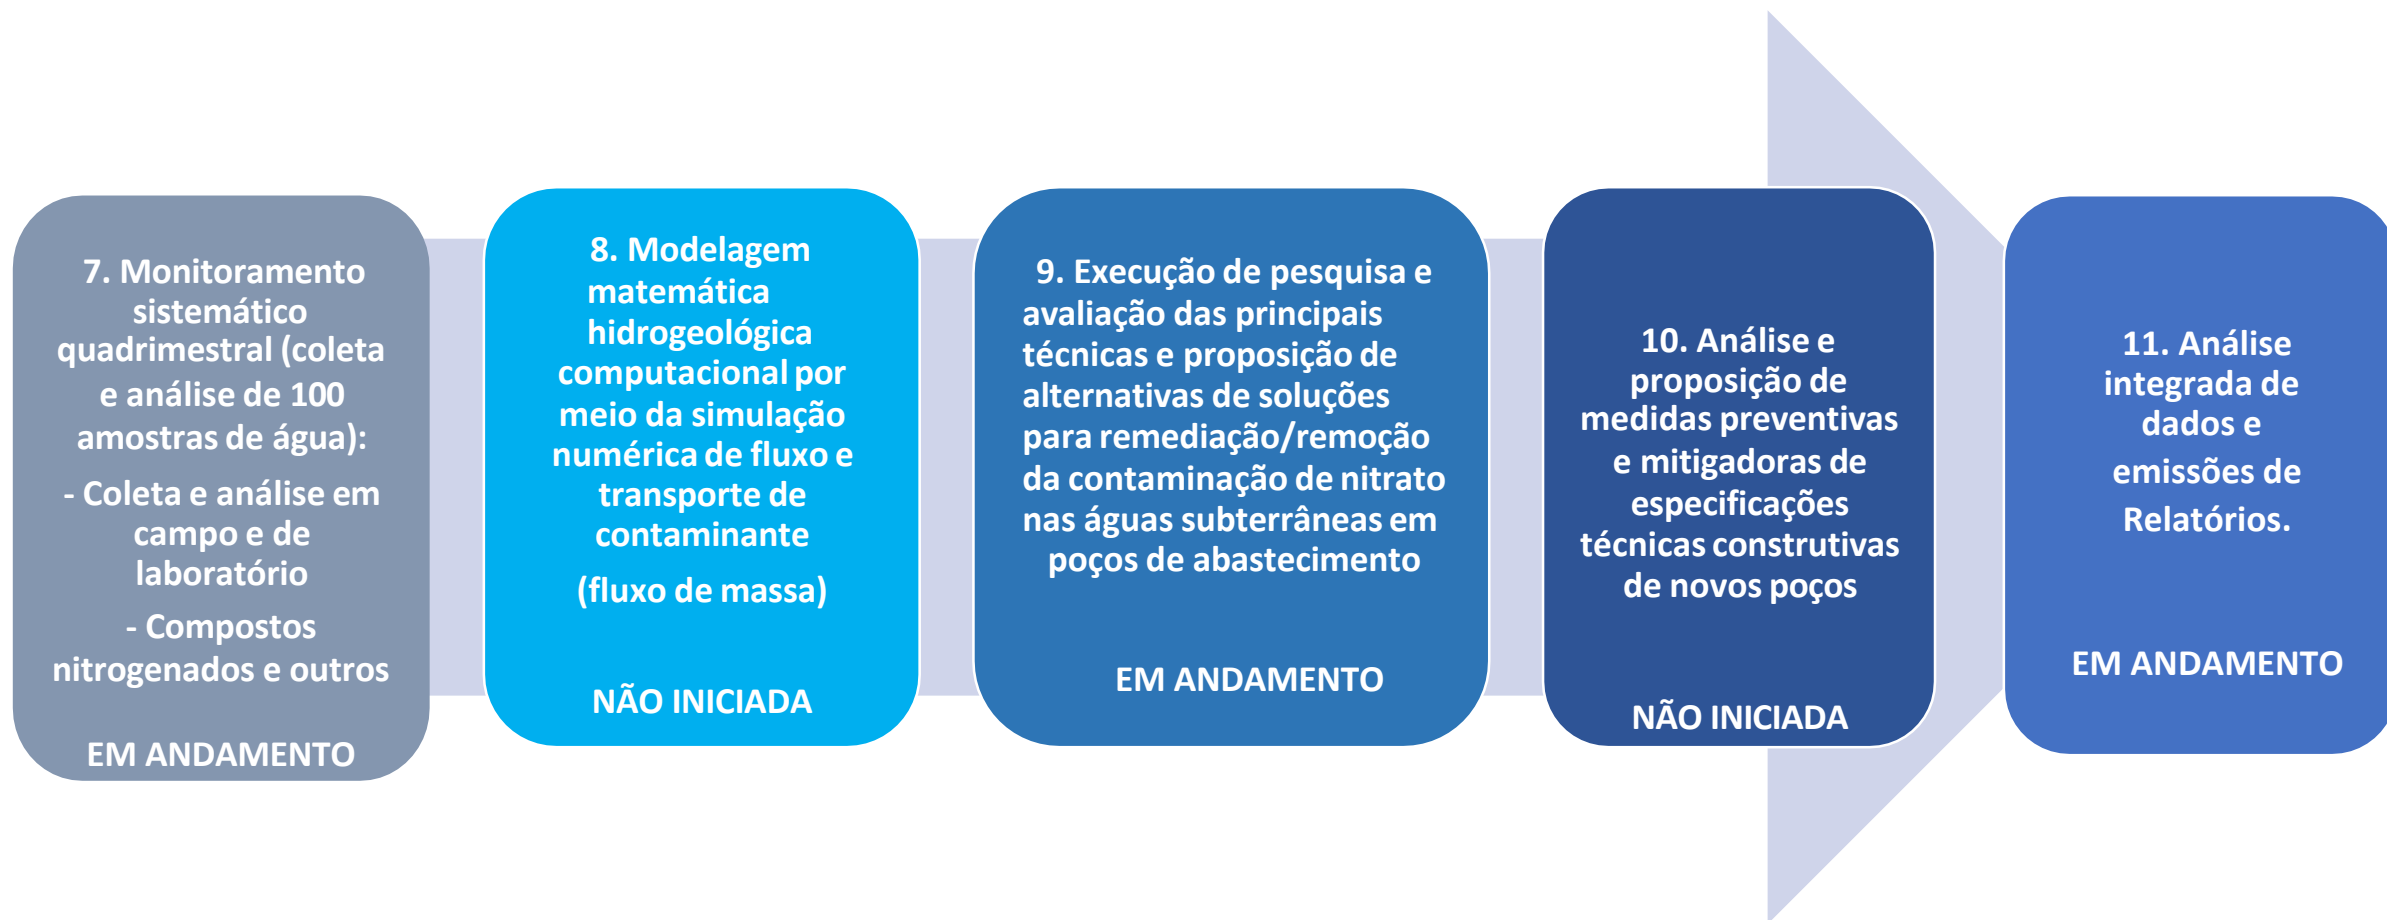 7. Monitoramento
sistemático
quadrimestral (coleta
e análise de 100
amostras de água):
- Coleta e análise em
campo e de
laboratório
- Compostos
nitrogenados e outros
EM ANDAMENTO
8. Modelagem
matemática
hidrogeológica
computacional por
meio da simulação
numérica de fluxo e
transporte de
contaminante
(fluxo de massa)
NÃO INICIADA
9. Execução de pesquisa e
avaliação das principais
técnicas e proposição de
alternativas de soluções
para remediação/remoção
da contaminação de nitrato
nas águas subterrâneas em
poços de abastecimento
EM ANDAMENTO
10. Análise e
proposição de
medidas preventivas
e mitigadoras de
especificações
técnicas construtivas
de novos poços
NÃO INICIADA
11. Análise
integrada de
dados e
emissões de
Relatórios.
EM ANDAMENTO